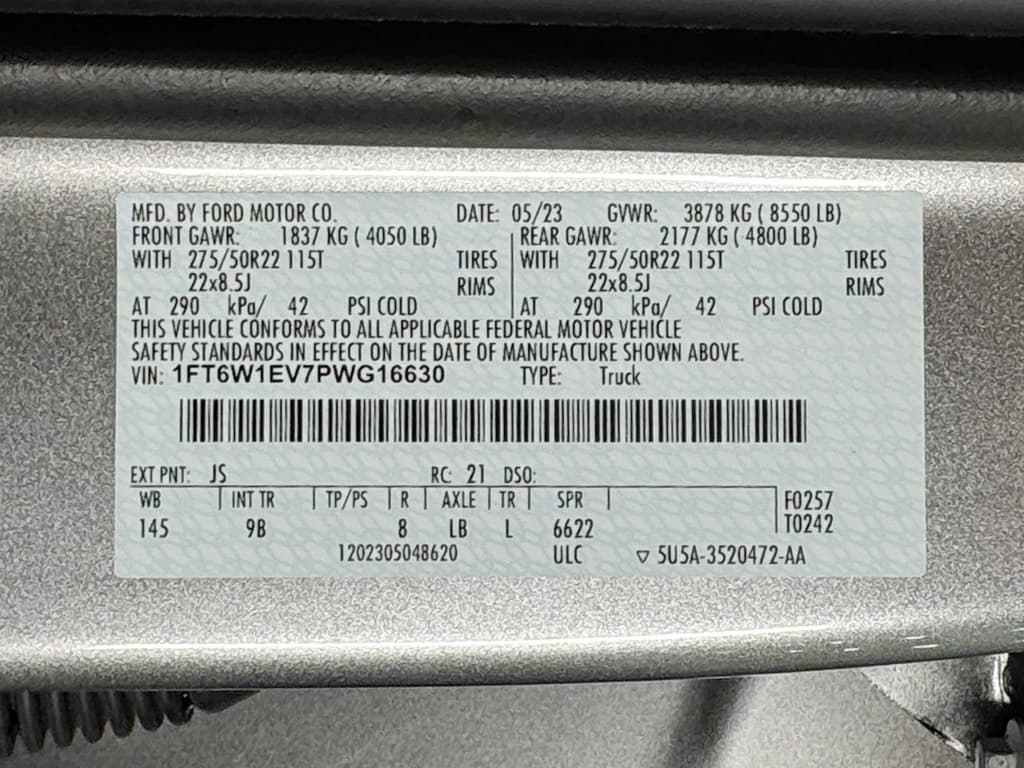 MFD. BY FORD MOTOR CO. DATE: 05/23 GVWR: 3878 KG ( 8550 LB)
FRONT GAWR: 1837 KG ( 4050 LB) REAR GAWR: 2177 KG ( 4800 LB)
WITH 275/50R22 115T TIRES WITH 275/50R22 115T TIRES
22x8.5J RIMS 22x8.5J RIMS
AT 290 kPa/ 42 PSI COLD AT 290 kPa/ 42 PSI COLD
THIS VEHICLE CONFORMS TO ALL APPLICABLE FEDERAL MOTOR VEHICLE
SAFETY STANDARDS IN EFFECT ON THE DATE OF MANUFACTURE SHOWN ABOVE.
VIN: 1FT6W1EV7PWG16630 TYPE: Truck
EXT PNT: JS RC: 21 DSO:
WB INT TR TP/PS R AXLE TR SPR F0257
145 9B 8 LB L 6622 T0242
1202305048620 ULC ▽ 5U5A-3520472-AA